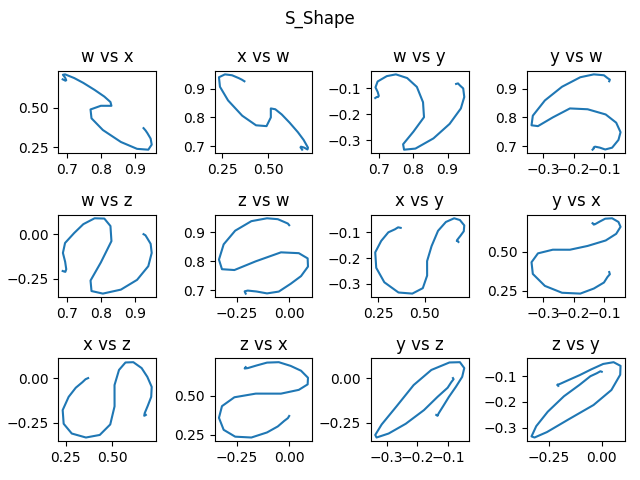 S_Shape
w vs x
x vs w
w vs y
y vs w
0.50
0.25
0.7 0.8 0.9
0.9
0.8
0.7
0.25 0.50
−0.1
−0.2
−0.3
0.7 0.8 0.9
0.9
0.8
0.7
−0.3 −0.2 −0.1
w vs z
z vs w
x vs y
y vs x
0.00
−0.25
0.7 0.8 0.9
0.9
0.8
0.7
−0.25 0.00
−0.1
−0.2
−0.3
0.25 0.50
0.50
0.25
−0.3 −0.2 −0.1
x vs z
z vs x
y vs z
z vs y
0.00
−0.25
0.25 0.50
0.50
0.25
−0.25 0.00
0.00
−0.25
−0.3 −0.2 −0.1
−0.1
−0.2
−0.3
−0.25 0.00